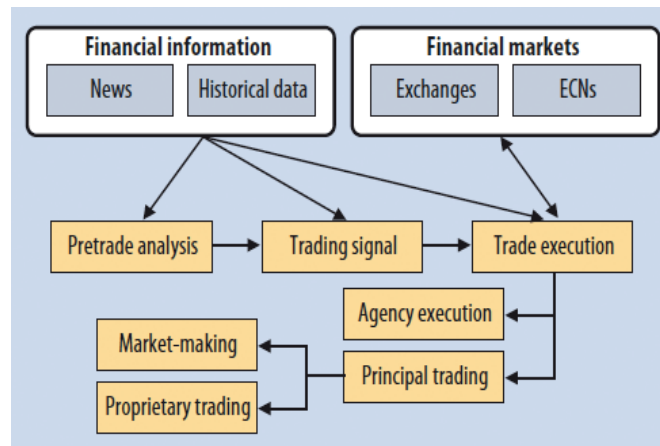 Financial information
Financial markets
News
Historical data
Exchanges
ECNs
Pretrade analysis
Trading signal
Trade execution
Agency execution
Market-making
Principal trading
Proprietary trading